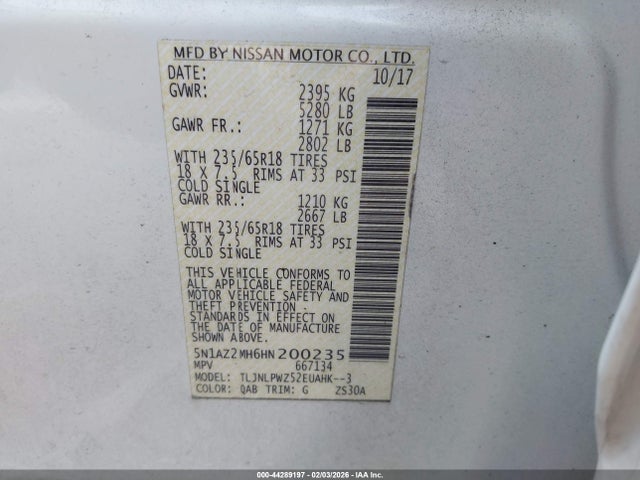 MFD BY NISSAN MOTOR CO., LTD.
DATE: 10/17
GVWR: 2395 KG
5280 LB
GAWR FR.: 1271 KG
2802 LB
WITH 235/65R18 TIRES
18 X 7.5 RIMS AT 33 PSI
COLD SINGLE
GAWR RR.: 1210 KG
2667 LB
WITH 235/65R18 TIRES
18 X 7.5 RIMS AT 33 PSI
COLD SINGLE
THIS VEHICLE CONFORMS TO
ALL APPLICABLE FEDERAL
MOTOR VEHICLE SAFETY AND
THEFT PREVENTION
STANDARDS IN EFFECT ON
THE DATE OF MANUFACTURE
SHOWN ABOVE.
5N1AZ2MH6HN200235
MPV 667134
MODEL: TLJNLPWZ52EUAHK--3
COLOR: QAB TRIM: G ZS30A
000-44289197 - 02/03/2026 - IAA Inc.